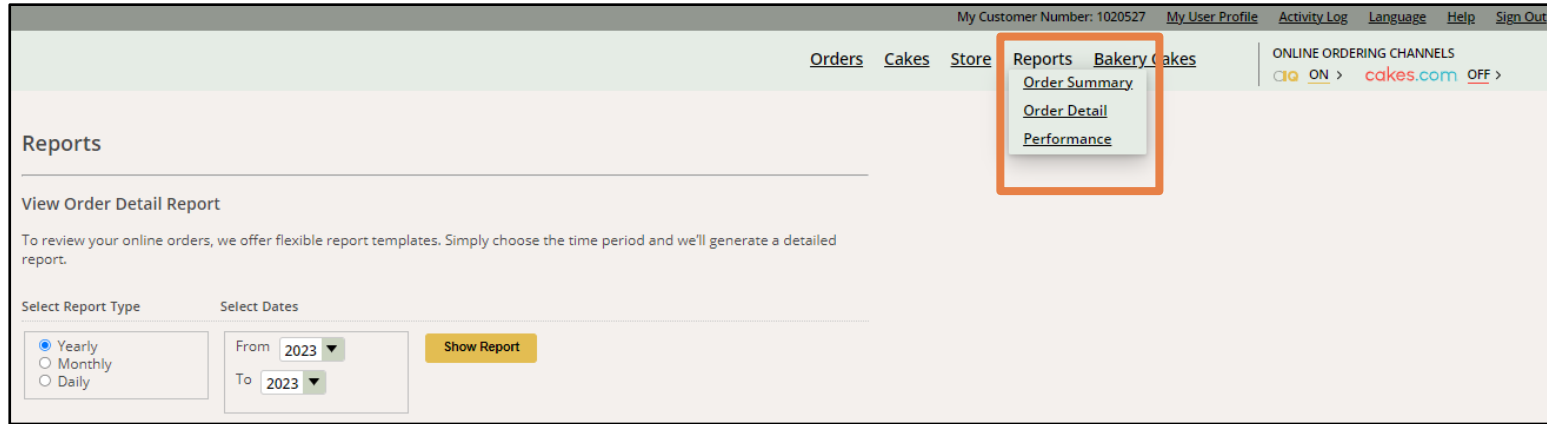 My Customer Number: 1020527 My User Profile Activity Log Language Help Sign Out
Orders Cakes Store Reports Bakery Cakes
ONLINE ORDERING CHANNELS
aiq ON > cakes.com OFF >
Order Summary
Order Detail
Performance
Reports
View Order Detail Report
To review your online orders, we offer flexible report templates. Simply choose the time period and we'll generate a detailed
report.
Select Report Type Select Dates
Yearly
Monthly
Daily
From 2023
To 2023
Show Report